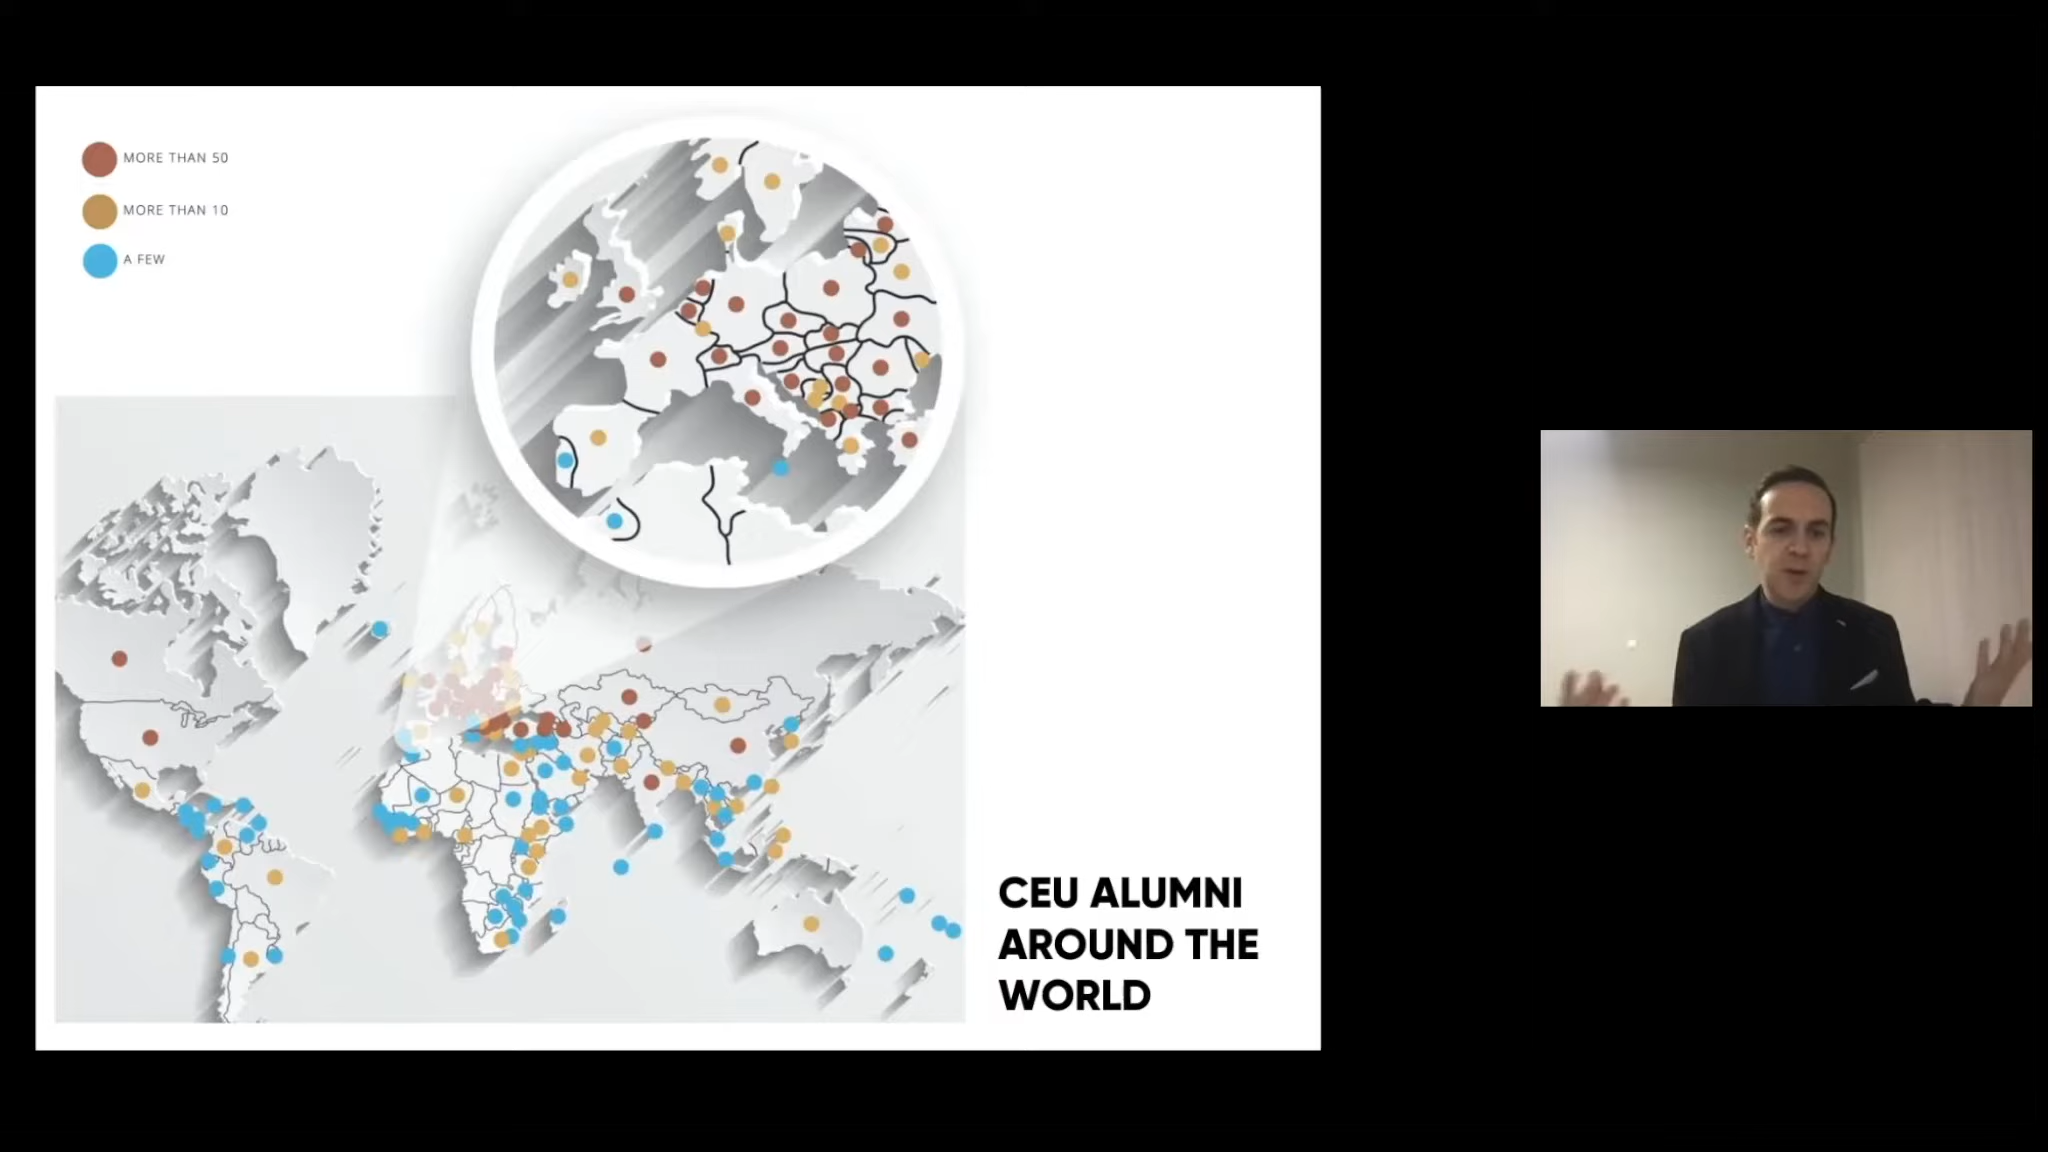 MORE THAN 50
MORE THAN 10
A FEW
CEU ALUMNI
AROUND THE
WORLD